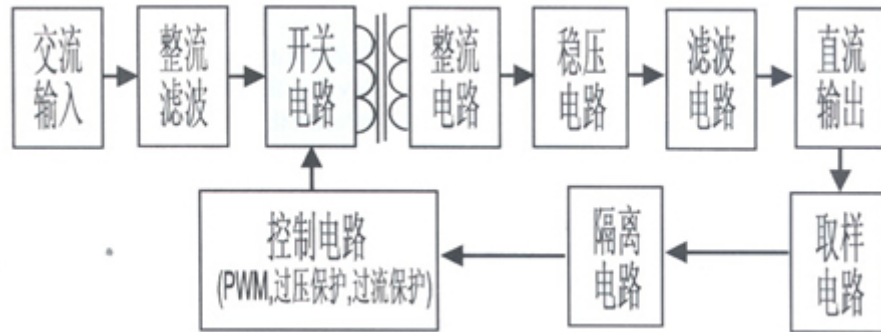 交流
输入
整流
滤波
开关
电路
整流
电路
稳压
电路
滤波
电路
直流
输出
控制电路
(PWM,过压保护,过流保护)
隔离
电路
取样
电路